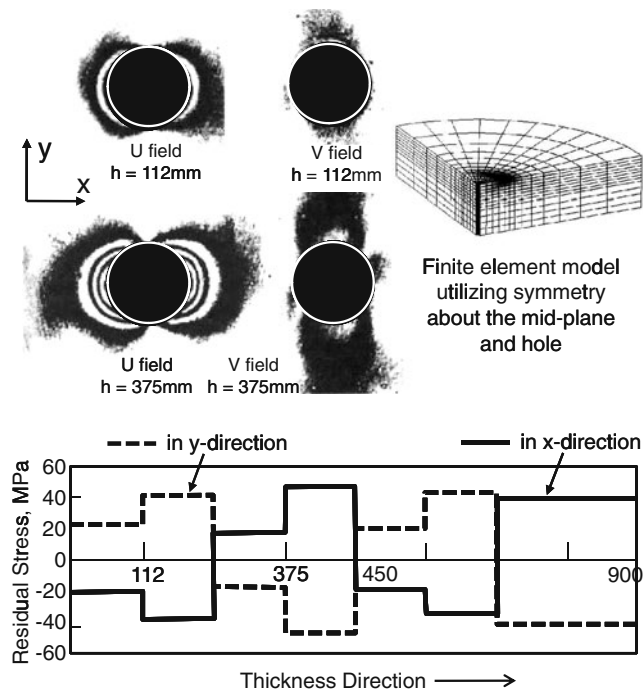 U field
h = 112mm
V field
h = 112mm
y
x
U field
h = 375mm
V field
h = 375mm
Finite element model
utilizing symmetry
about the mid-plane
and hole
in y-direction
in x-direction
Residual Stress, MPa
60
40
20
0
-20
-40
-60
112
375
450
900
Thickness Direction